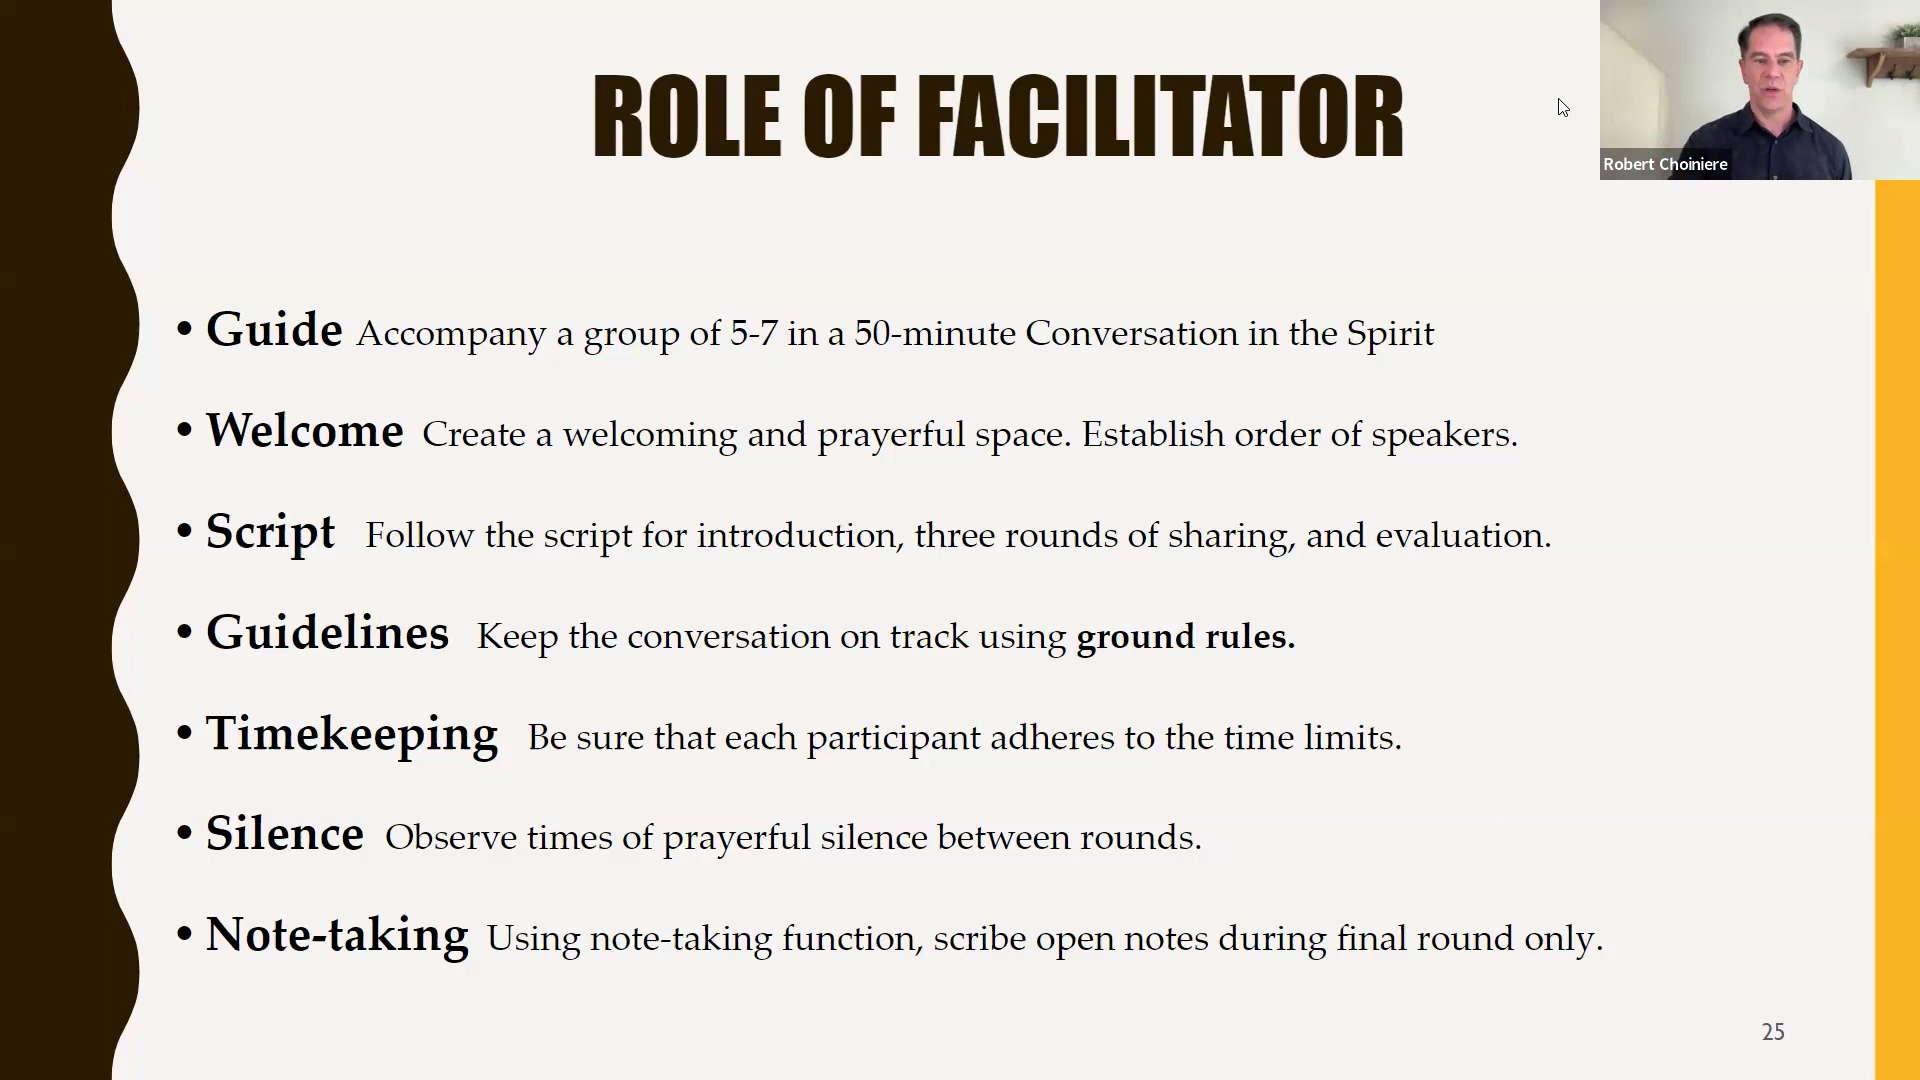 ROLE OF FACILITATOR
Robert Choiniere
• Guide Accompany a group of 5-7 in a 50-minute Conversation in the Spirit
• Welcome Create a welcoming and prayerful space. Establish order of speakers.
• Script Follow the script for introduction, three rounds of sharing, and evaluation.
• Guidelines Keep the conversation on track using ground rules.
• Timekeeping Be sure that each participant adheres to the time limits.
• Silence Observe times of prayerful silence between rounds.
• Note-taking Using note-taking function, scribe open notes during final round only.
25